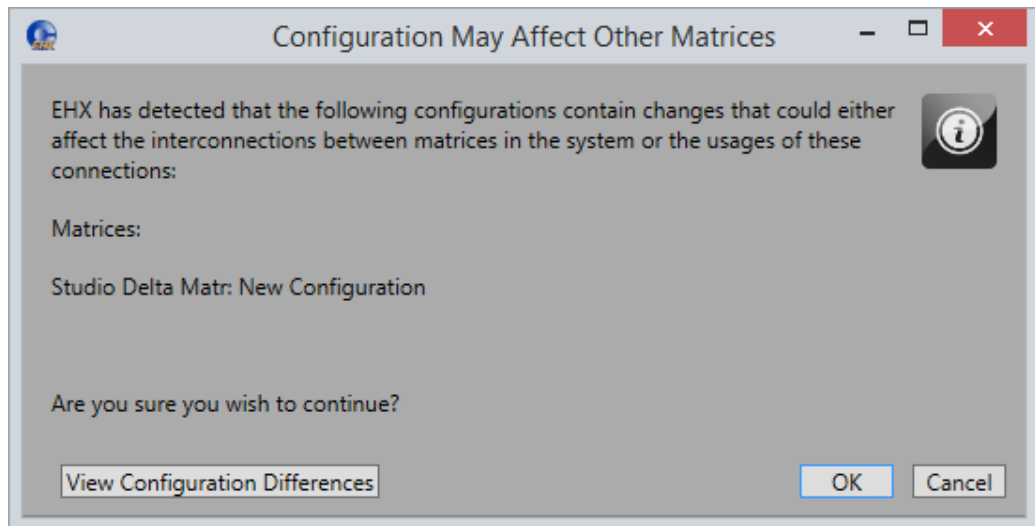 Configuration May Affect Other Matrices
EHX has detected that the following configurations contain changes that could either
affect the interconnections between matrices in the system or the usages of these
connections:
Matrices:
Studio Delta Matr: New Configuration
Are you sure you wish to continue?
View Configuration Differences
OK
Cancel